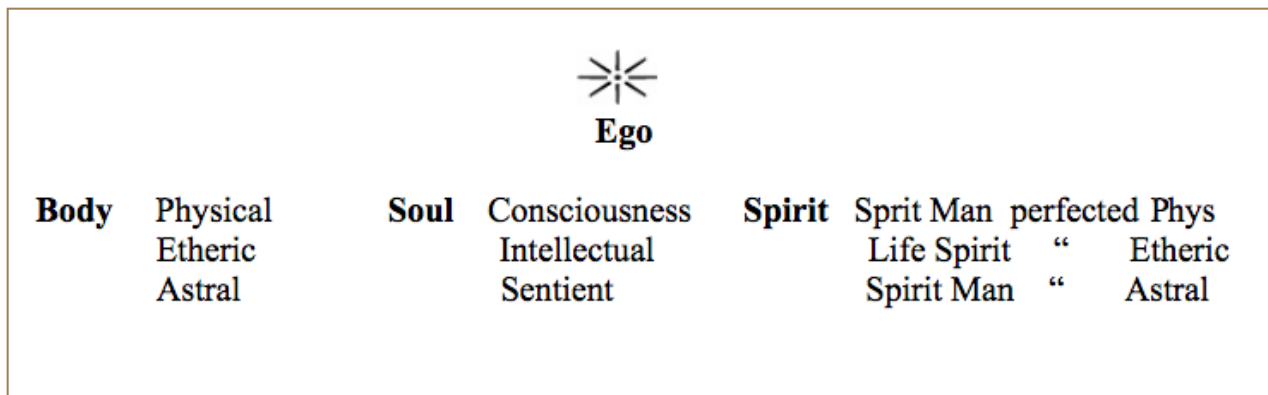 Ego
Body Physical Soul Consciousness Spirit Sprit Man perfected Phys
Etheric Intellectual Life Spirit “ Etheric
Astral Sentient Spirit Man “ Astral